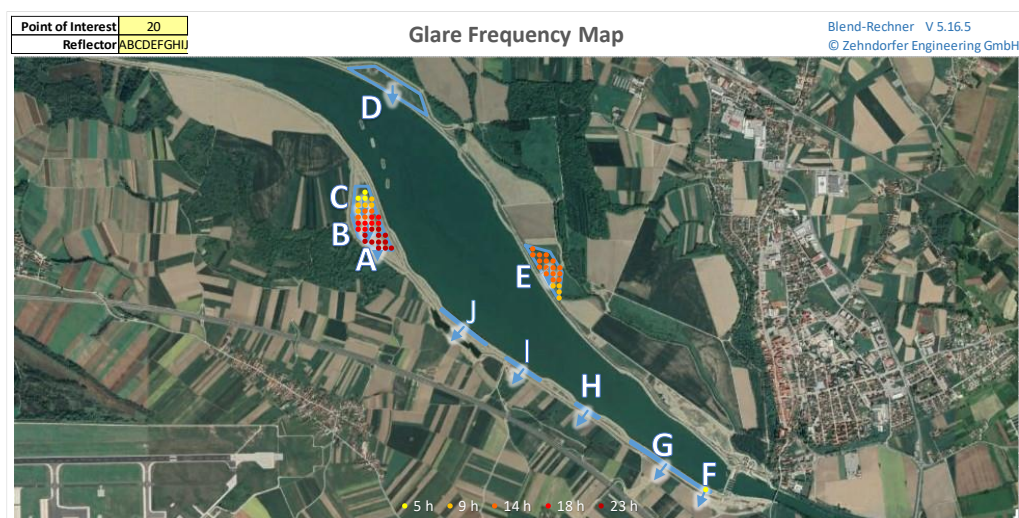 Point of Interest 20
Reflector ABCDEFGHIJ
Glare Frequency Map
Blend-Rechner V 5.16.5
© Zehndorfer Engineering GmbH
D
C
B
A
E
J
I
H
G
F
5 h 9 h 14 h 18 h 23 h